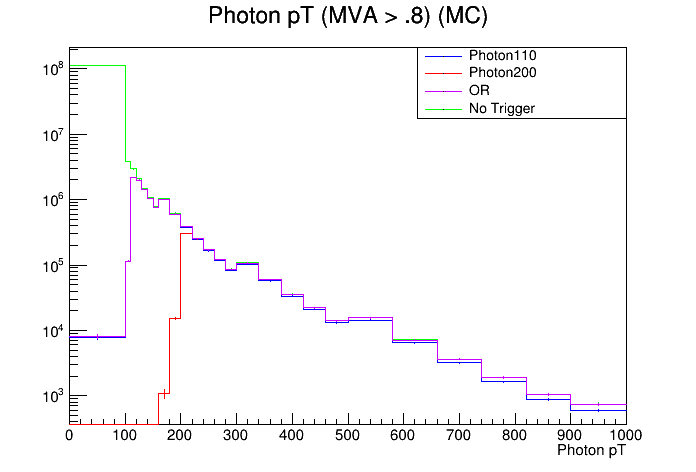 Photon pT (MVA > .8) (MC)
Photon110
Photon200
OR
No Trigger
10^8
10^7
10^6
10^5
10^4
10^3
0 100 200 300 400 500 600 700 800 900 1000
Photon pT